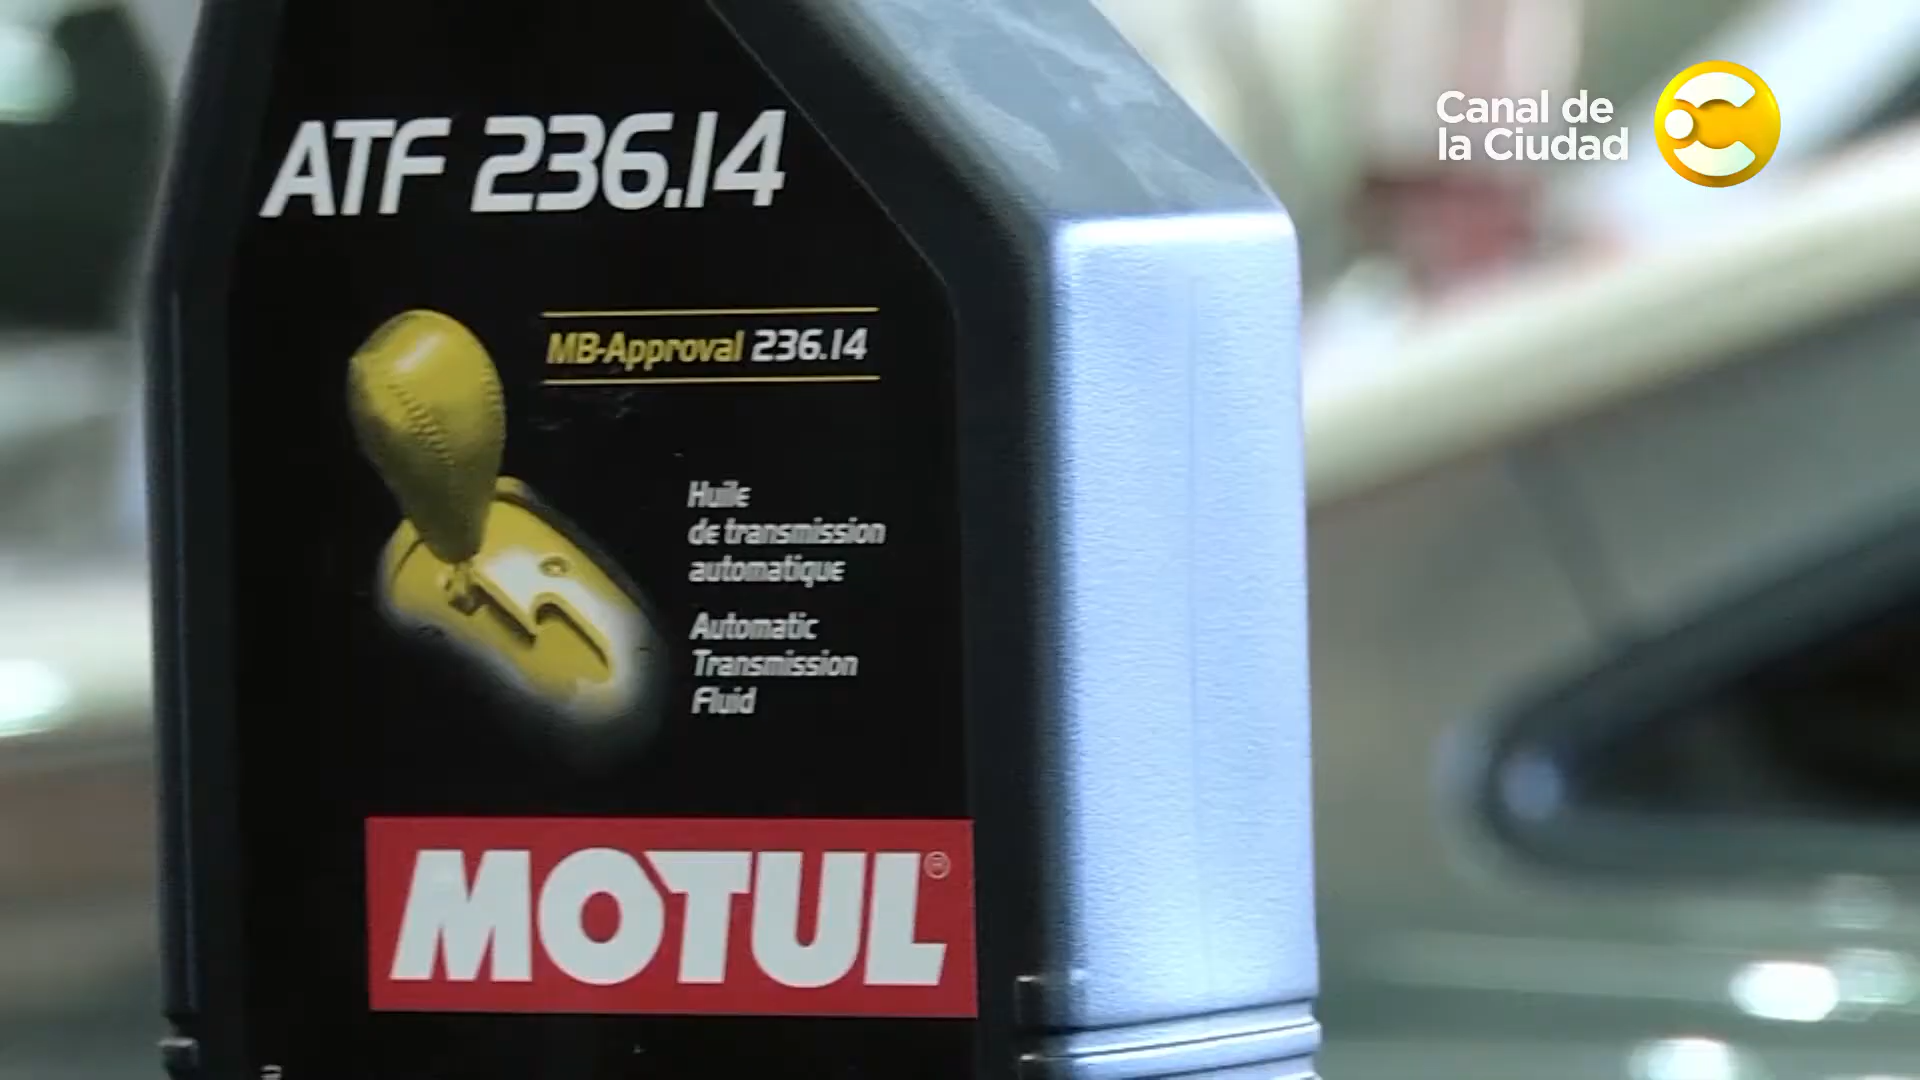 ATF 236.14
Canal de
la Ciudad
MB-Approval 236.14
Huile
de transmission
automatique
Automatic
Transmission
Fluid
MOTUL®